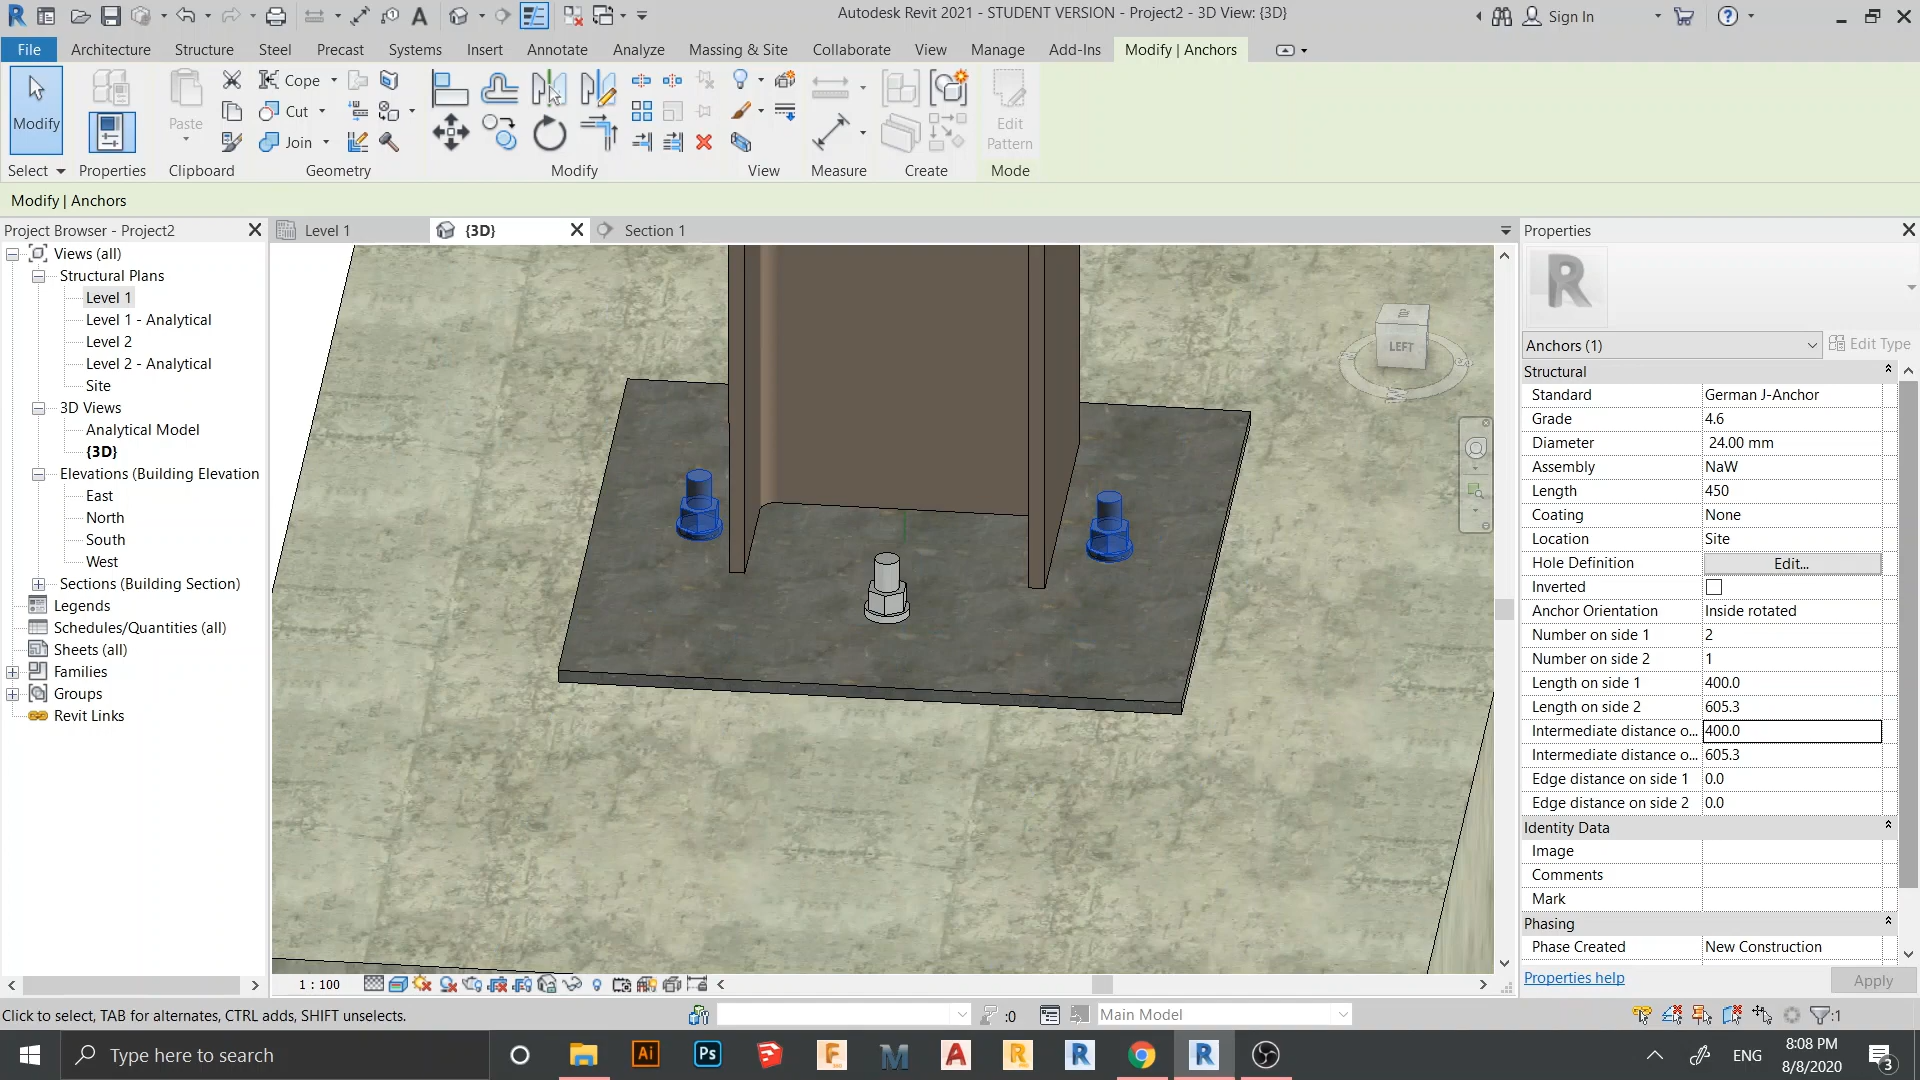 Autodesk Revit 2021 - STUDENT VERSION - Project2 - 3D View: {3D}
Sign In
File Architecture Structure Steel Precast Systems Insert Annotate Analyze Massing & Site Collaborate View Manage Add-Ins Modify | Anchors
Modify
Paste
Cope
Cut
Join
Edit
Pattern
Select Properties Clipboard Geometry Modify View Measure Create Mode
Modify | Anchors
Project Browser - Project2
Views (all)
Structural Plans
Level 1
Level 1 - Analytical
Level 2
Level 2 - Analytical
Site
3D Views
Analytical Model
{3D}
Elevations (Building Elevation
East
North
South
West
Sections (Building Section)
Legends
Schedules/Quantities (all)
Sheets (all)
Families
Groups
Revit Links
Level 1
{3D}
Section 1
LEFT
1 : 100
Properties
R
Anchors (1)
Edit Type
Structural
Standard German J-Anchor
Grade 4.6
Diameter 24.00 mm
Assembly NaW
Length 450
Coating None
Location Site
Hole Definition Edit...
Inverted
Anchor Orientation Inside rotated
Number on side 1 2
Number on side 2 1
Length on side 1 400.0
Length on side 2 605.3
Intermediate distance o... 400.0
Intermediate distance o... 605.3
Edge distance on side 1 0.0
Edge distance on side 2 0.0
Identity Data
Image
Comments
Mark
Phasing
Phase Created New Construction
Properties help
Apply
Click to select, TAB for alternates, CTRL adds, SHIFT unselects.
:0
Main Model
:1
Type here to search
Ai
Ps
F
M
A
R
R
R
ENG
8:08 PM
8/8/2020
3